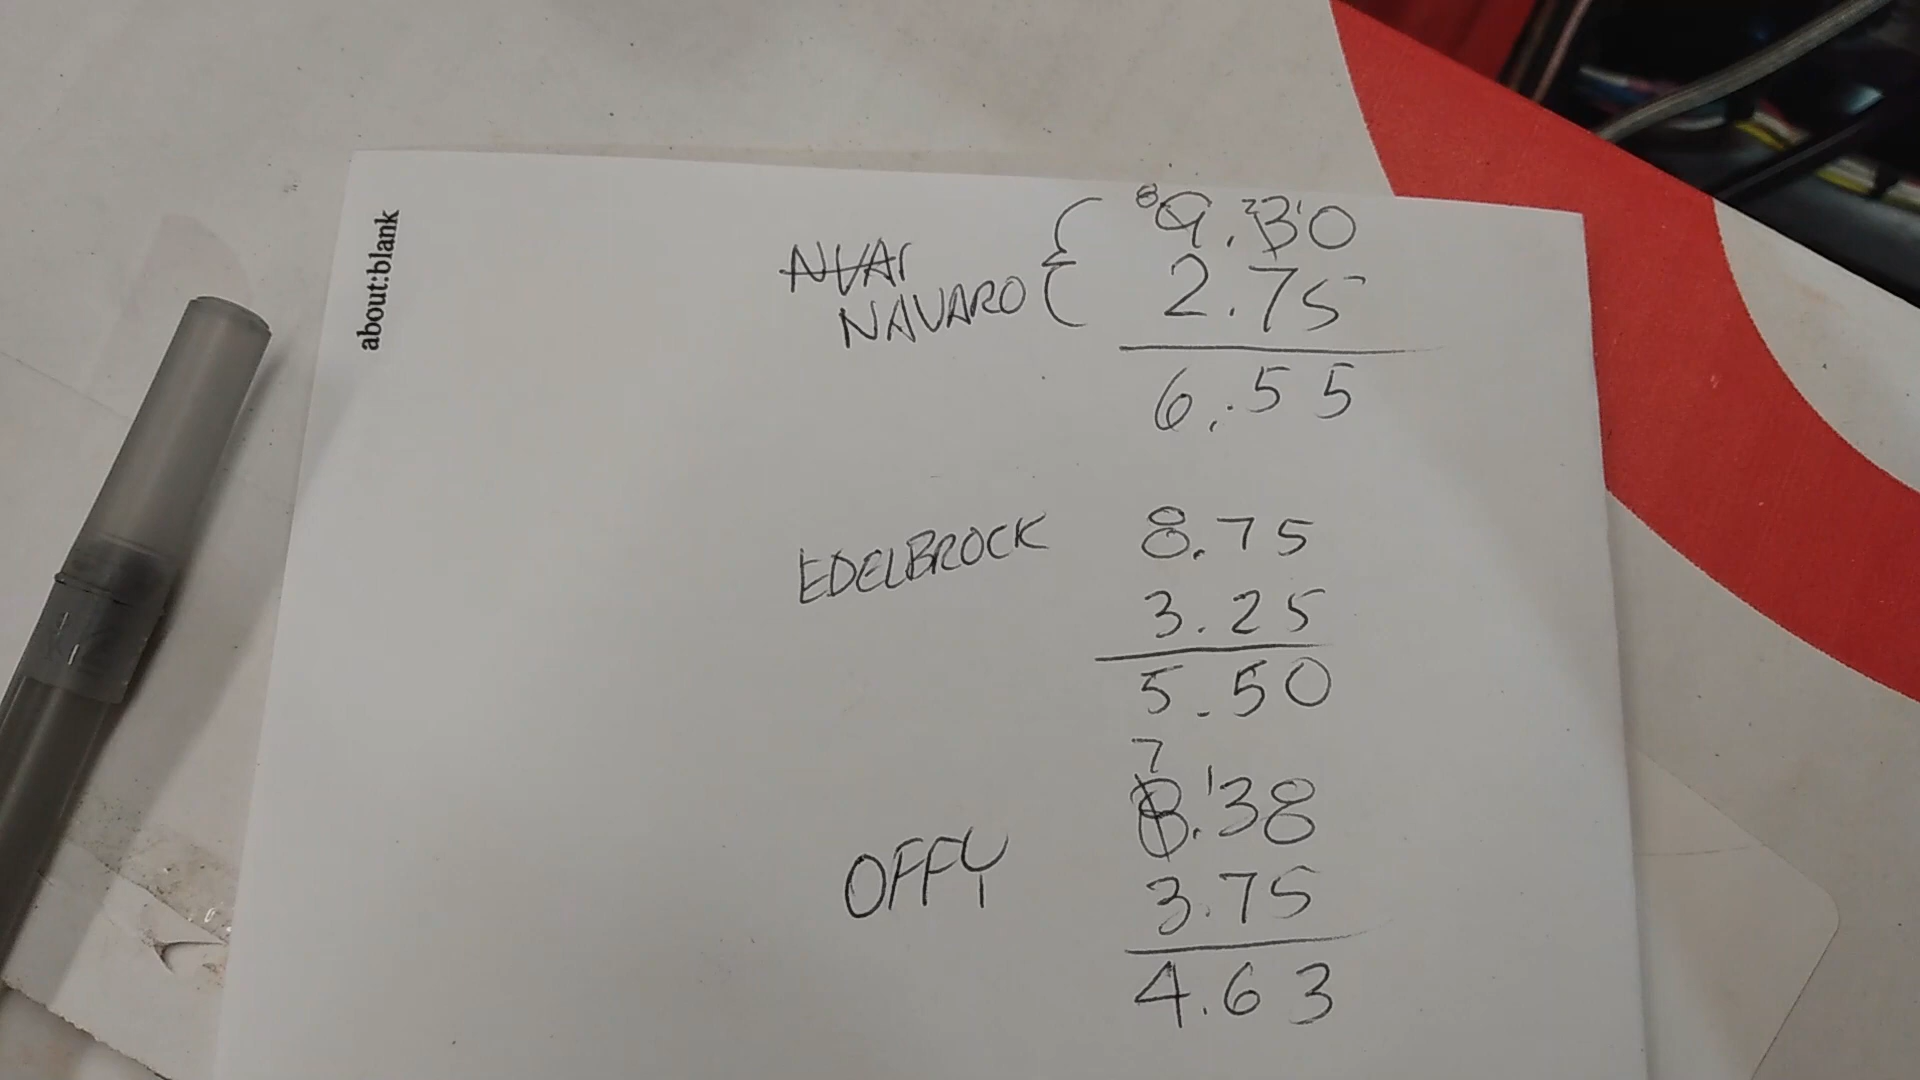 about:blank
NVAr
NAVARO { 9.30
2.75
6.55
EDELBROCK 8.75
3.25
5.50
7
OFFY 8.38
3.75
4.63